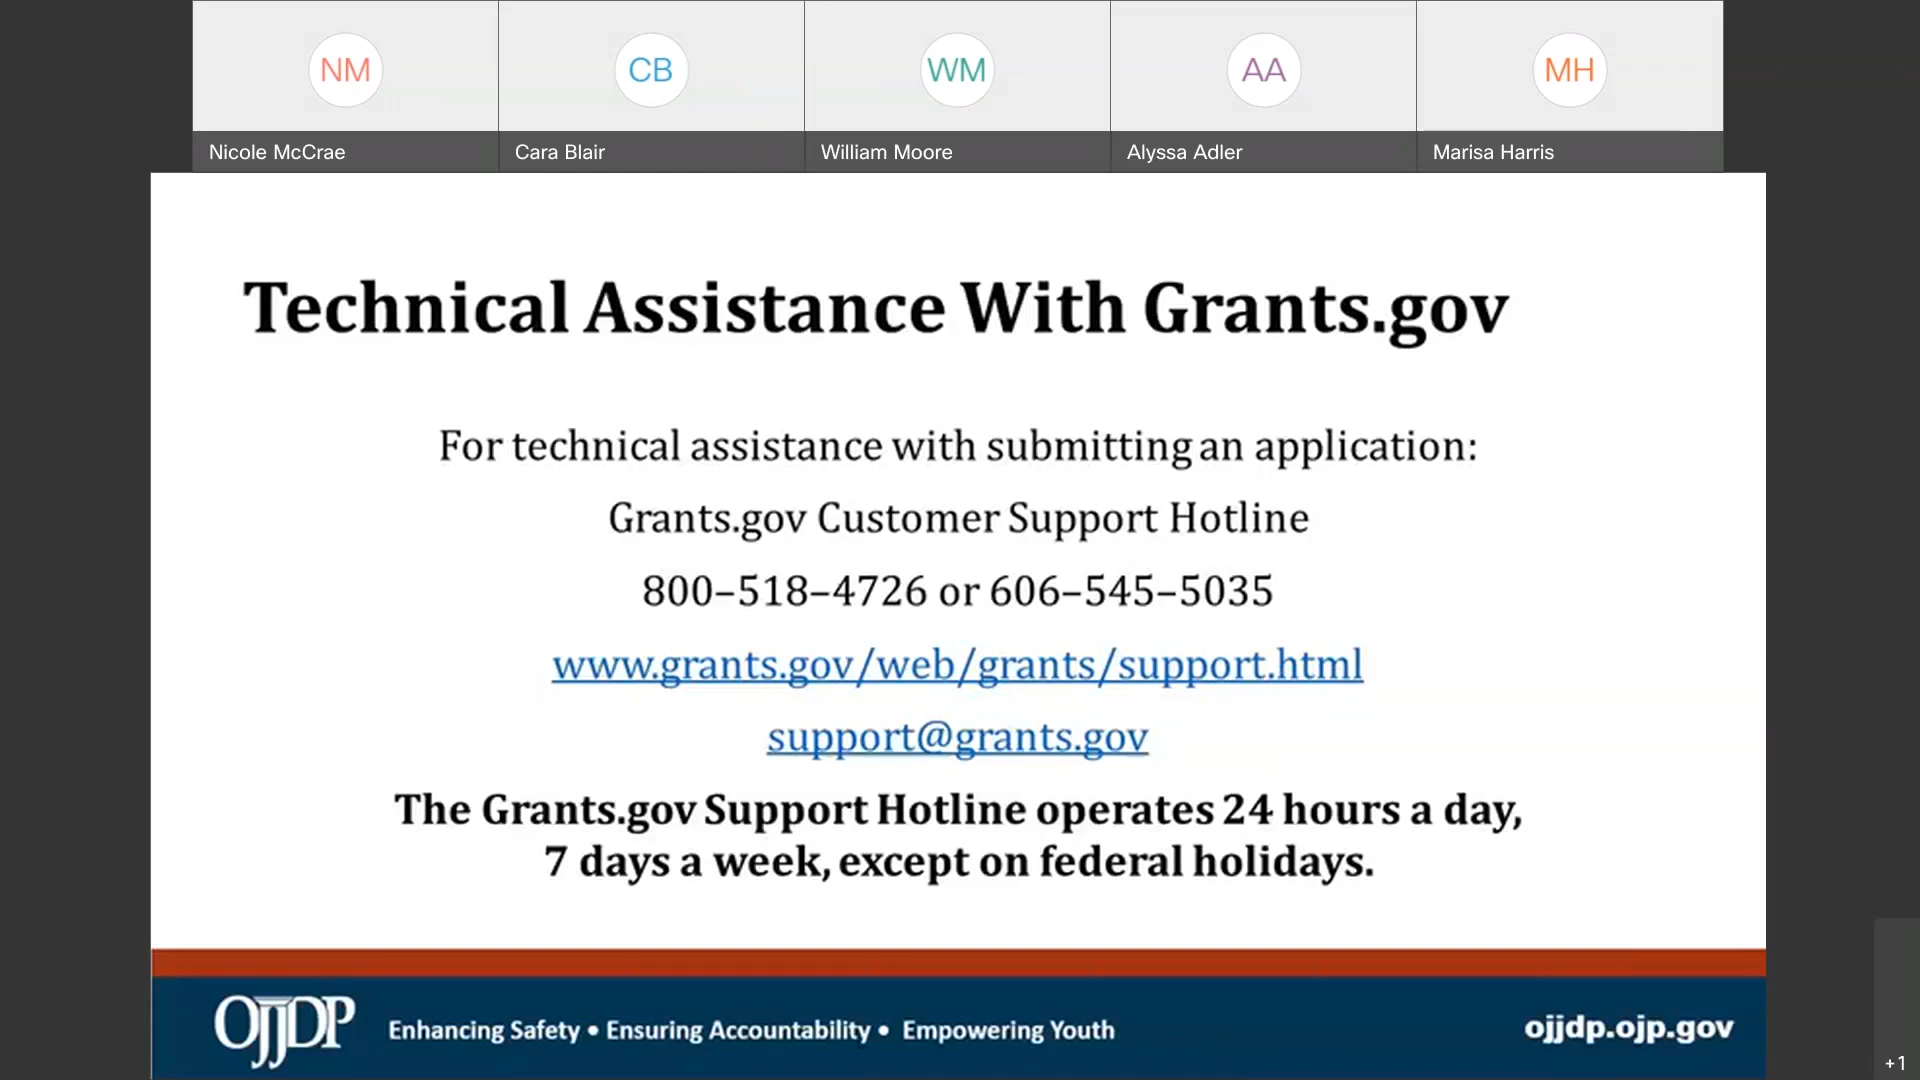 NM
CB
WM
AA
MH
Nicole McCrae
Cara Blair
William Moore
Alyssa Adler
Marisa Harris
Technical Assistance With Grants.gov
For technical assistance with submitting an application:
Grants.gov Customer Support Hotline
800–518–4726 or 606–545–5035
www.grants.gov/web/grants/support.html
support@grants.gov
The Grants.gov Support Hotline operates 24 hours a day,
7 days a week, except on federal holidays.
OJJDP
Enhancing Safety • Ensuring Accountability • Empowering Youth
ojjdp.ojp.gov
+1